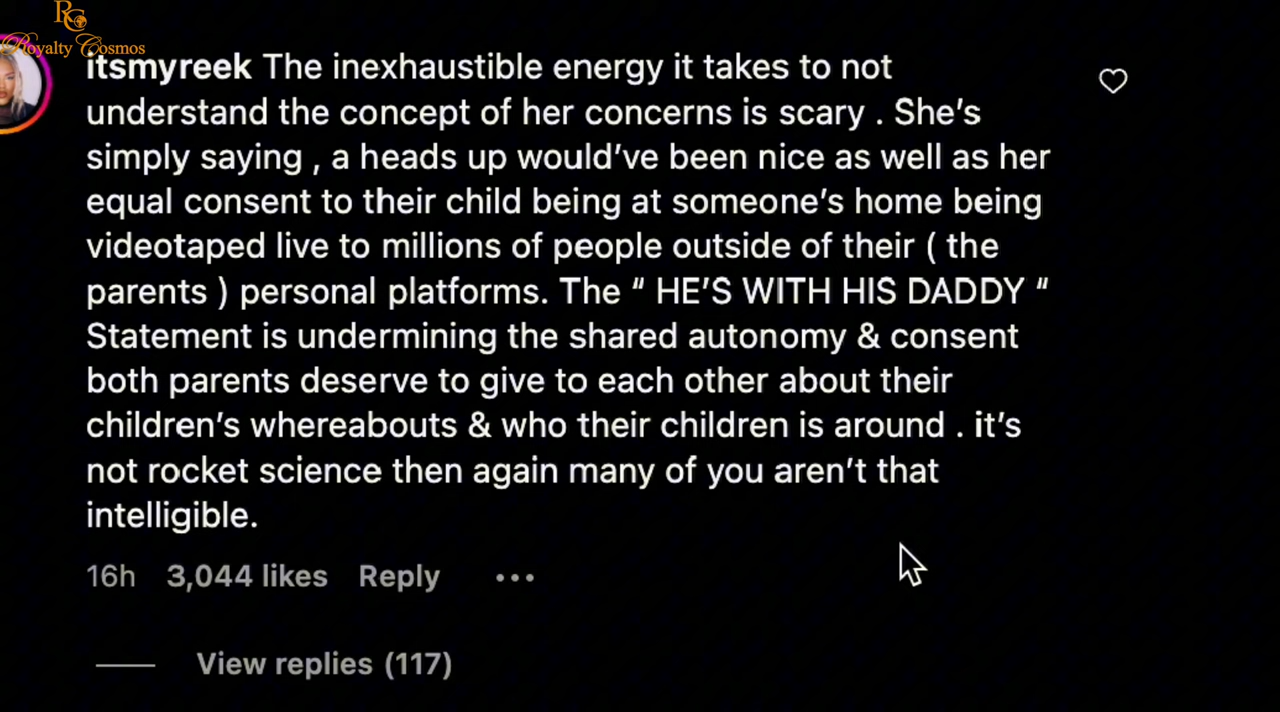 RC
Royalty Cosmos
itsmyreek The inexhaustible energy it takes to not
understand the concept of her concerns is scary . She’s
simply saying , a heads up would’ve been nice as well as her
equal consent to their child being at someone’s home being
videotaped live to millions of people outside of their ( the
parents ) personal platforms. The “ HE’S WITH HIS DADDY “
Statement is undermining the shared autonomy & consent
both parents deserve to give to each other about their
children’s whereabouts & who their children is around . it’s
not rocket science then again many of you aren’t that
intelligible.
16h 3,044 likes Reply
View replies (117)